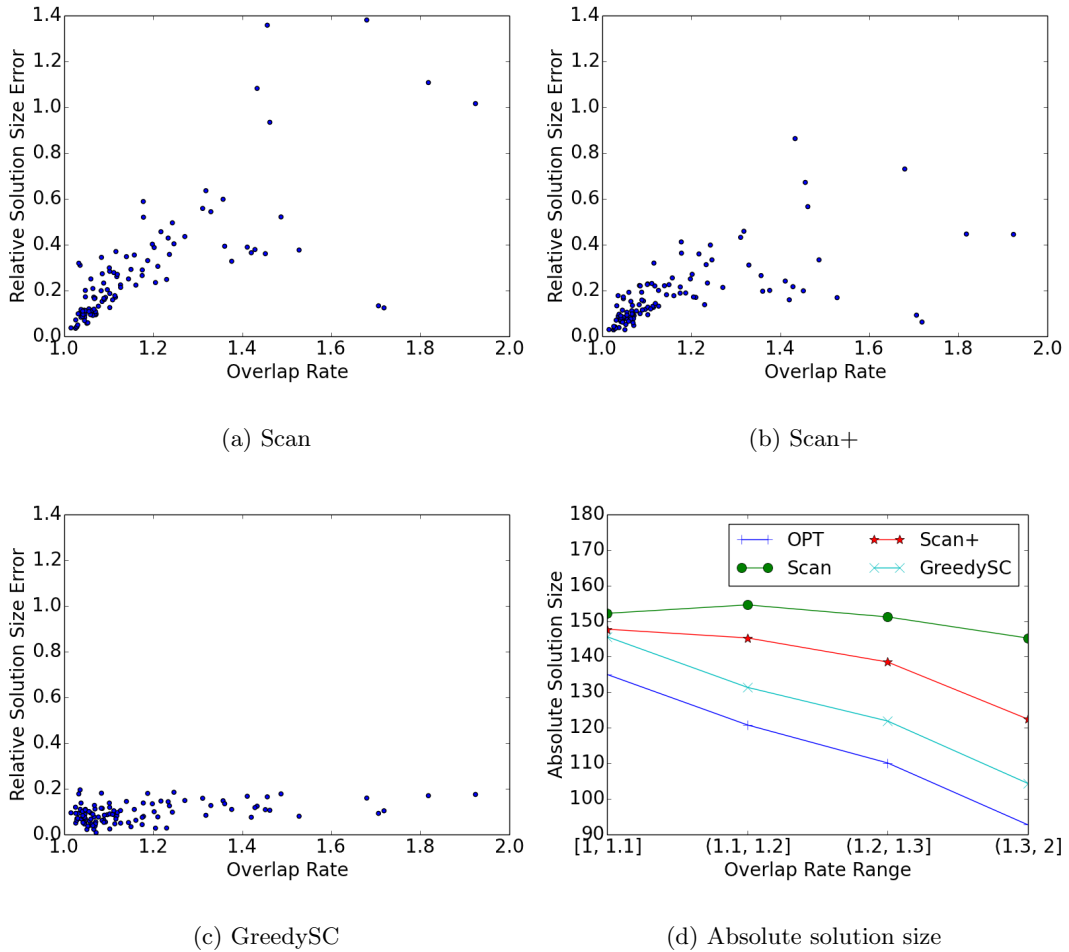 1.4
1.2
1.0
0.8
0.6
0.4
0.2
0.0
Relative Solution Size Error
1.0 1.2 1.4 1.6 1.8 2.0
Overlap Rate
(a) Scan
1.4
1.2
1.0
0.8
0.6
0.4
0.2
0.0
Relative Solution Size Error
1.0 1.2 1.4 1.6 1.8 2.0
Overlap Rate
(b) Scan+
1.4
1.2
1.0
0.8
0.6
0.4
0.2
0.0
Relative Solution Size Error
1.0 1.2 1.4 1.6 1.8 2.0
Overlap Rate
(c) GreedySC
180
170
160
150
140
130
120
110
100
90
Absolute Solution Size
OPT Scan+
Scan GreedySC
[1, 1.1] (1.1, 1.2] (1.2, 1.3] (1.3, 2]
Overlap Rate Range
(d) Absolute solution size